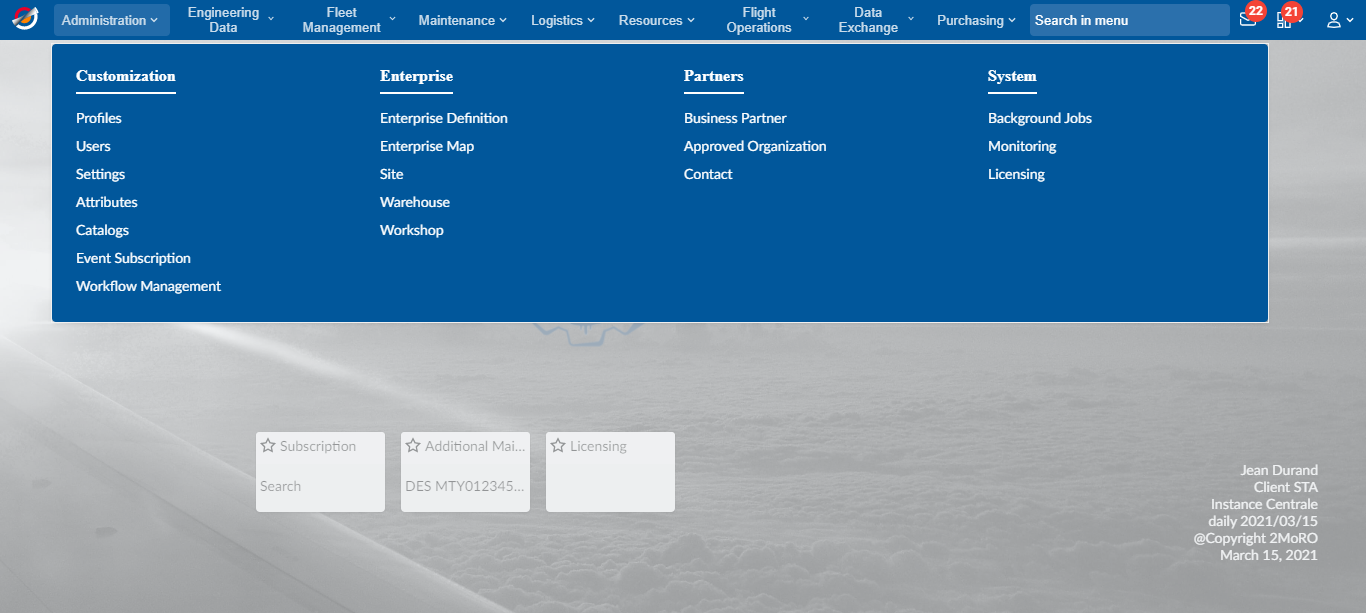 Administration
Engineering
Data
Fleet
Management
Maintenance
Logistics
Resources
Flight
Operations
Data
Exchange
Purchasing
Search in menu
22
21
Customization
Profiles
Users
Settings
Attributes
Catalogs
Event Subscription
Workflow Management
Enterprise
Enterprise Definition
Enterprise Map
Site
Warehouse
Workshop
Partners
Business Partner
Approved Organization
Contact
System
Background Jobs
Monitoring
Licensing
Subscription
Search
Additional Mai...
DES MTY012345...
Licensing
Jean Durand
Client STA
Instance Centrale
daily 2021/03/15
@Copyright 2MoRO
March 15, 2021